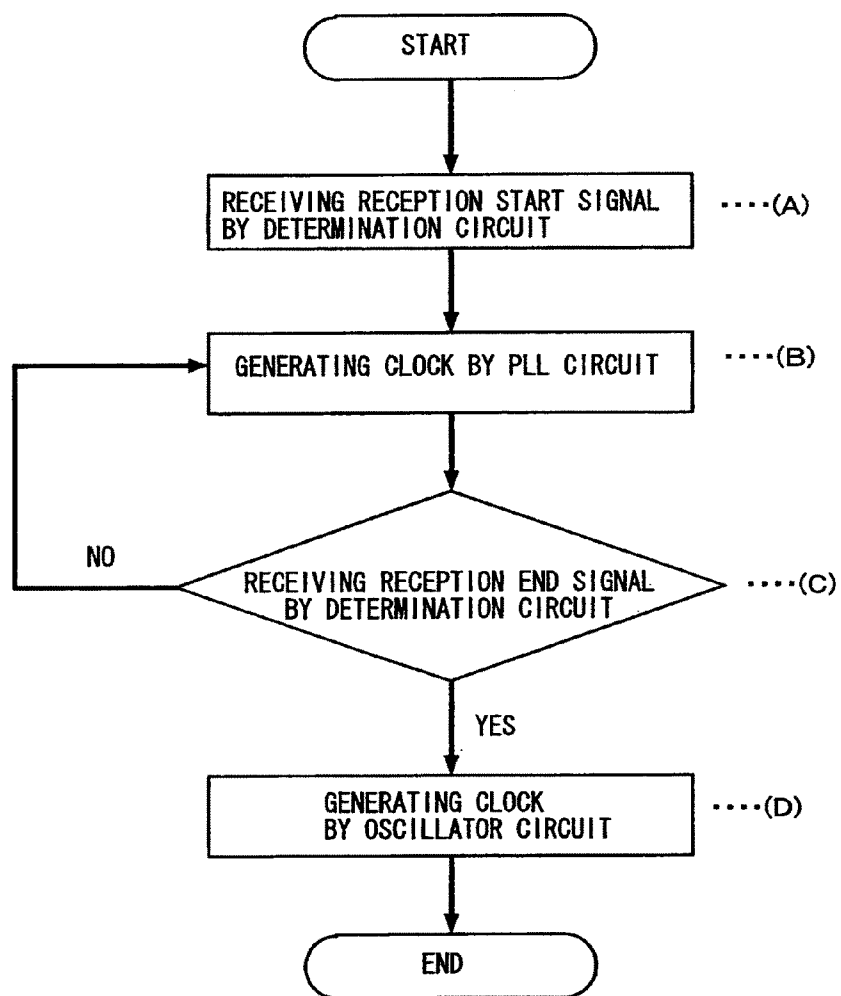 START
RECEIVING RECEPTION START SIGNAL
BY DETERMINATION CIRCUIT
····(A)
GENERATING CLOCK BY PLL CIRCUIT
····(B)
NO
RECEIVING RECEPTION END SIGNAL
BY DETERMINATION CIRCUIT
····(C)
YES
GENERATING CLOCK
BY OSCILLATOR CIRCUIT
····(D)
END